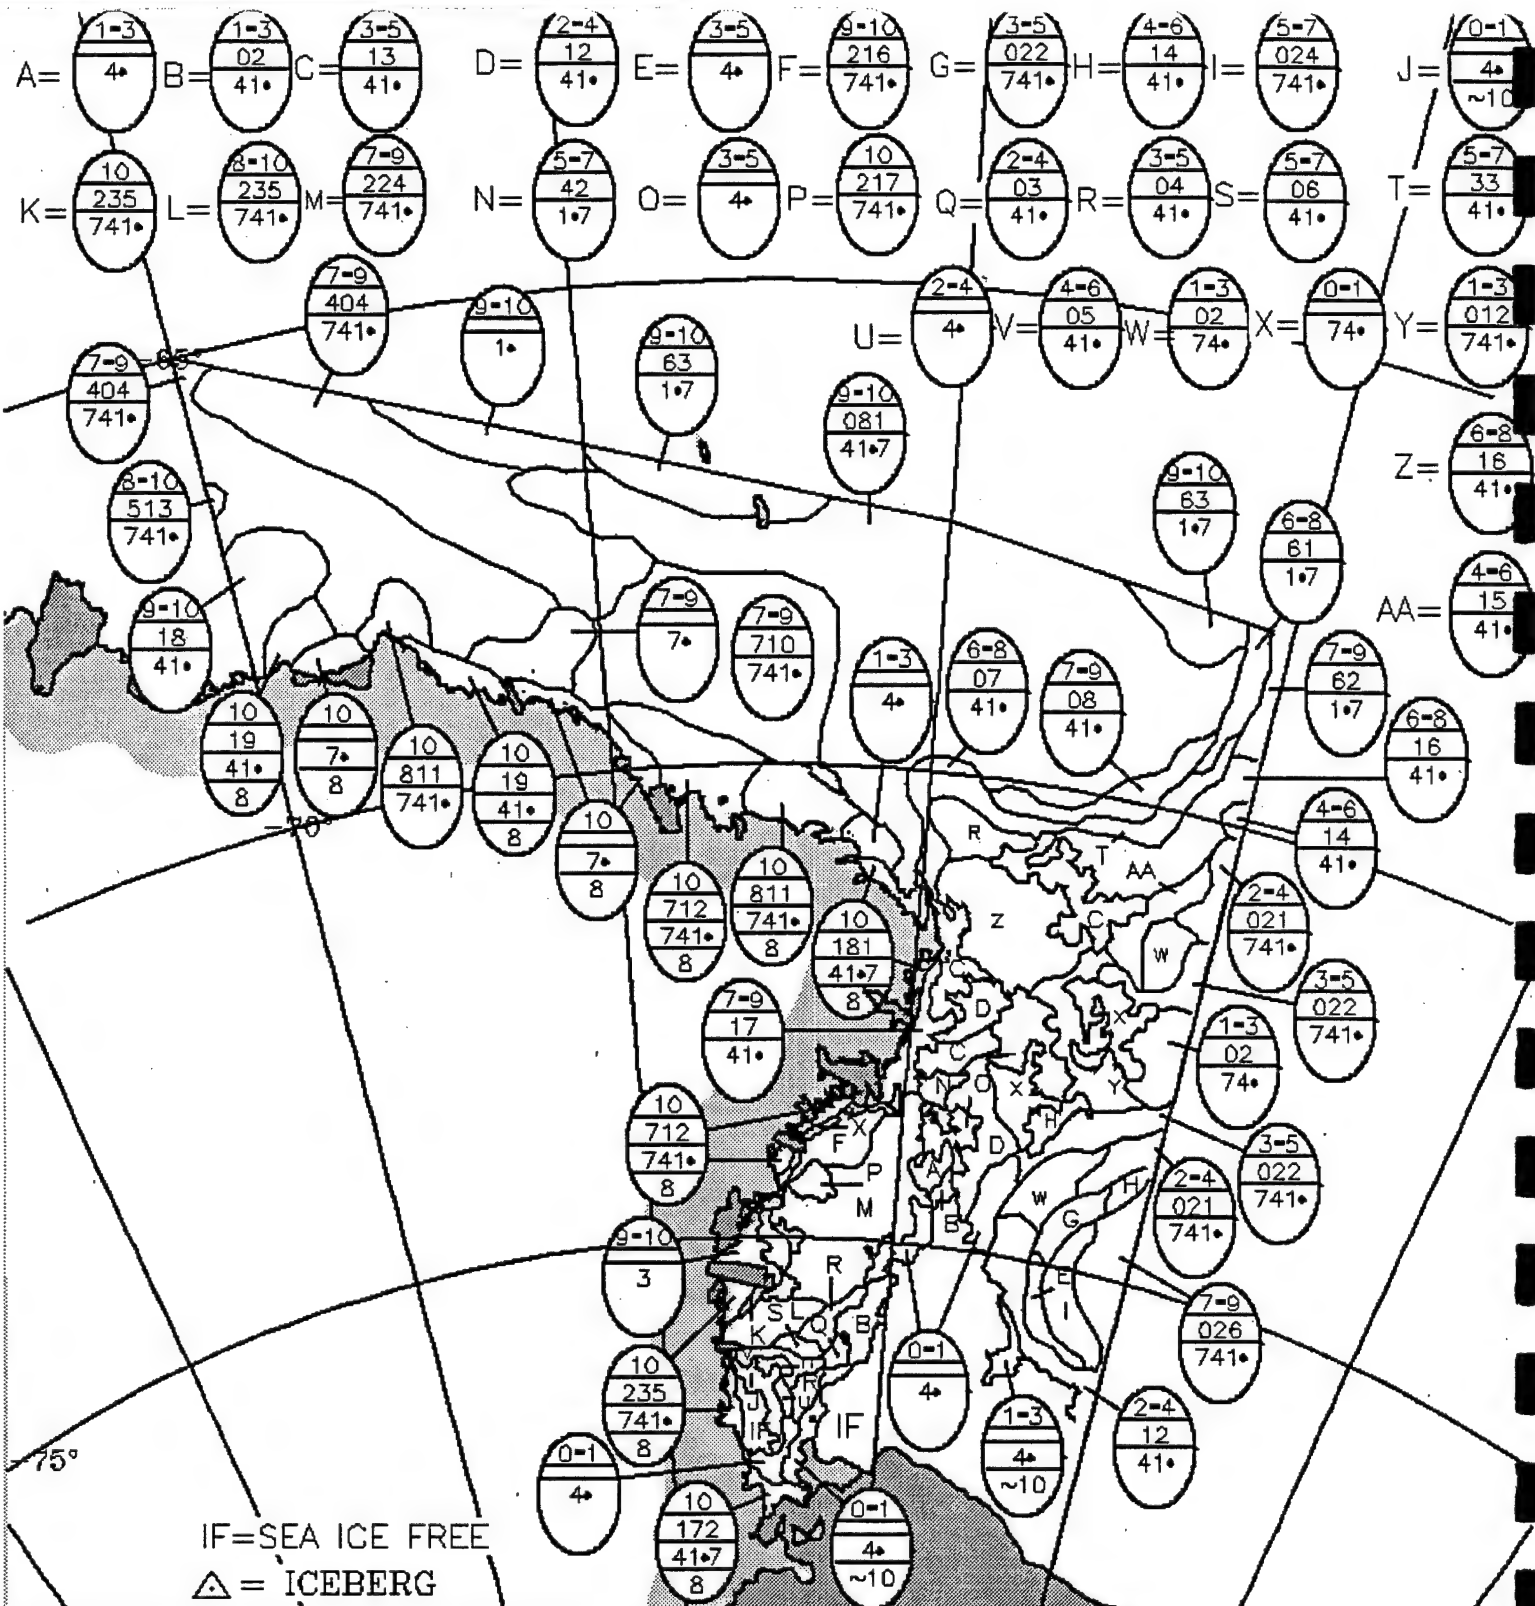 A= 1-3 4•
B= 1-3 02 41•
C= 3-5 13 41•
D= 2-4 12 41•
E= 3-5 4•
F= 9-10 216 741•
G= 3-5 022 741•
H= 4-6 14 41•
I= 5-7 024 741•
J= 0-1 4• ~10
K= 10 235 741•
L= 8-10 235 741•
M= 7-9 224 741•
N= 5-7 42 1•7
O= 3-5 4•
P= 10 217 741•
Q= 2-4 03 41•
R= 3-5 04 41•
S= 5-7 06 41•
T= 5-7 33 41•
U= 2-4 4•
V= 4-6 05 41•
W= 1-3 02 74•
X= 0-1 74•
Y= 1-3 012 741•
Z= 6-8 16 41•
AA= 4-6 15 41•
7-9 404 741•
9-10 1•
9-10 63 1•7
-65°
7-9 404 741•
9-10 081 41•7
8-10 513 741•
9-10 63 1•7
6-8 61 1•7
9-10 18 41•
7-9 7•
7-9 710 741•
1-3 4•
6-8 07 41•
7-9 08 41•
7-9 62 1•7
6-8 16 41•
10 19 41• 8
10 7• 8
10 811 741•
10 19 41• 8
10 7• 8
-70°
4-6 14 41•
10 712 741• 8
10 811 741• 8
10 181 41•7 8
2-4 021 741•
R
T
AA
Z
C
W
C
D
X
7-9 17 41•
3-5 022 741•
1-3 02 74•
C
N
O
X
Y
H
10 712 741• 8
X
F
D
P
A
M
B
W
H
G
3-5 022 741•
2-4 021 741•
9-10 3
R
E
I
S
L
K
Q
B
7-9 026 741•
10 235 741• 8
0-1 4•
V
H
I
R
J
U
IF
IF
1-3 4• ~10
2-4 12 41•
75°
0-1 4•
10 172 41•7 8
0-1 4• ~10
IF=SEA ICE FREE
= ICEBERG